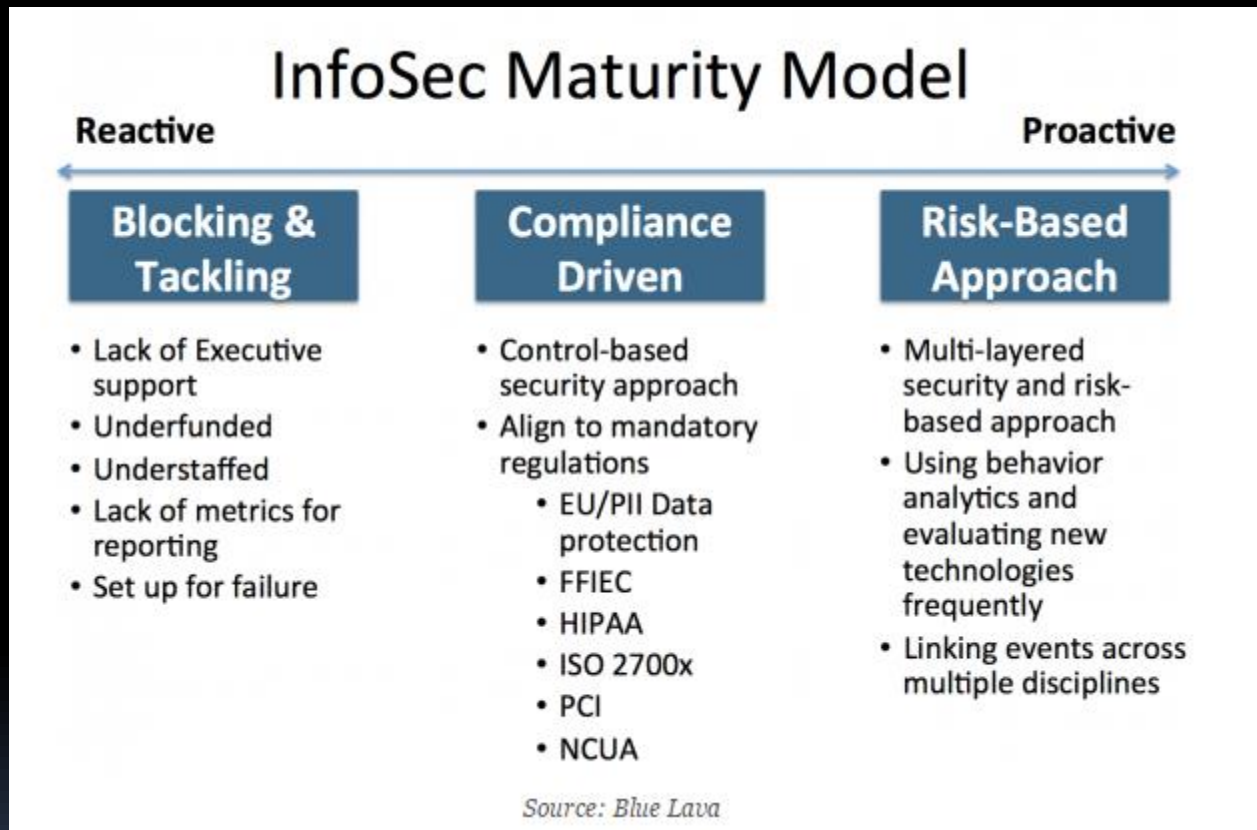 InfoSec Maturity Model
Reactive
Proactive
Blocking &
Tackling
• Lack of Executive
support
• Underfunded
• Understaffed
• Lack of metrics for
reporting
• Set up for failure
Compliance
Driven
• Control-based
security approach
• Align to mandatory
regulations
• EU/PII Data
protection
• FFIEC
• HIPAA
• ISO 2700x
• PCI
• NCUA
Risk-Based
Approach
• Multi-layered
security and risk-
based approach
• Using behavior
analytics and
evaluating new
technologies
frequently
• Linking events across
multiple disciplines
Source: Blue Lava